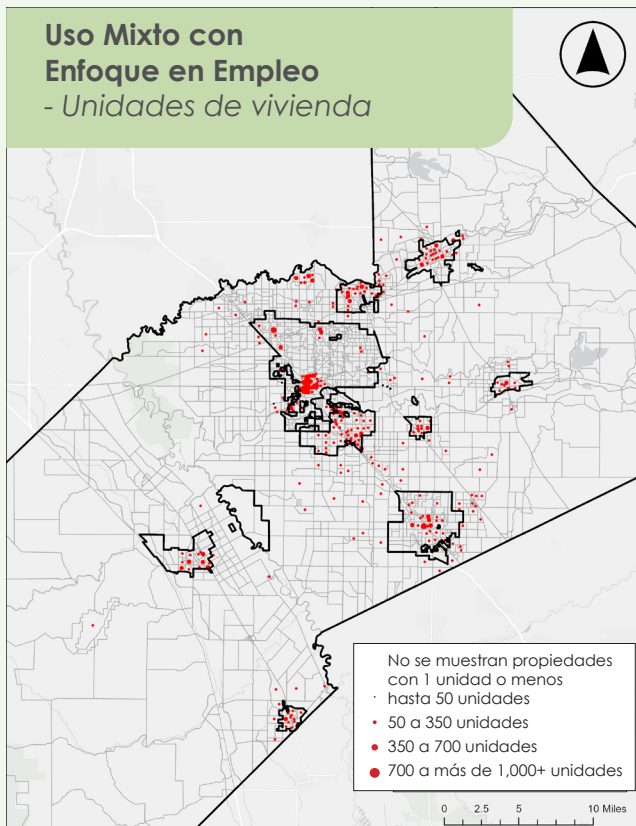 Uso Mixto con
Enfoque en Empleo
- Unidades de vivienda
No se muestran propiedades
con 1 unidad o menos
hasta 50 unidades
50 a 350 unidades
350 a 700 unidades
700 a más de 1,000+ unidades
0 2.5 5 10 Miles